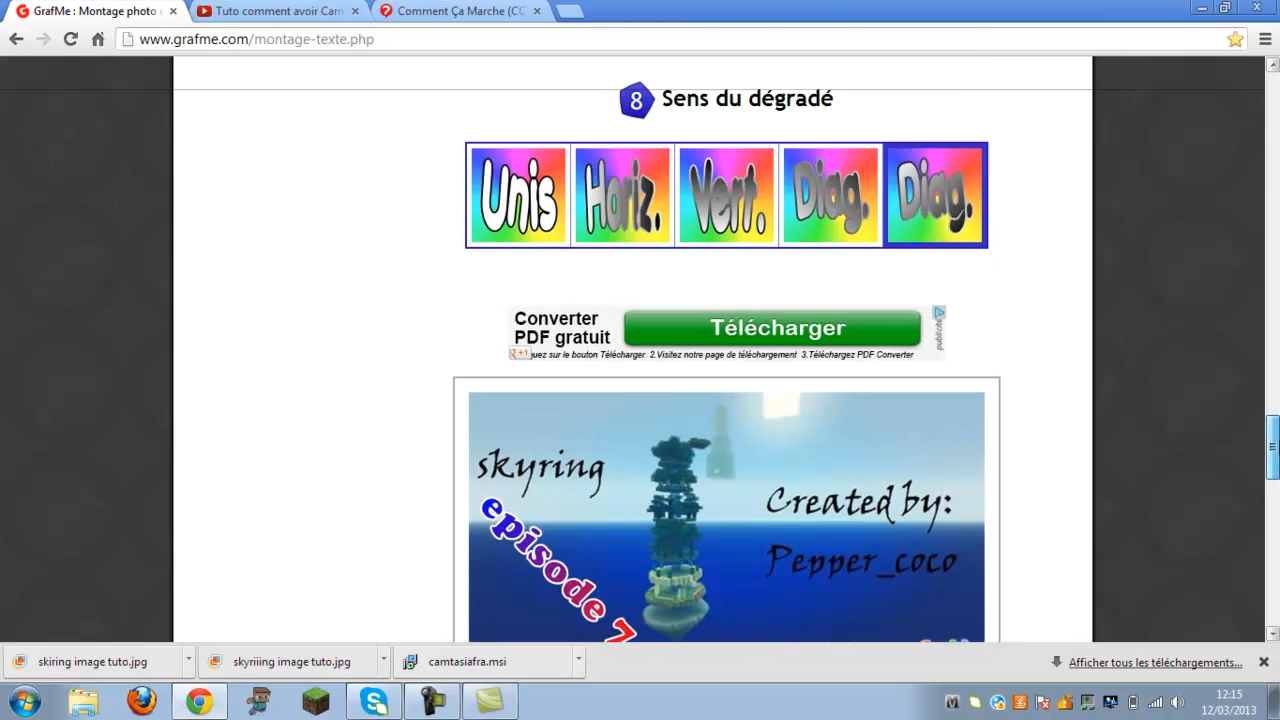 GrafMe : Montage photo
Tuto comment avoir Cam
Comment Ça Marche (CC
www.grafme.com/montage-texte.php
8 Sens du dégradé
Unis Horiz. Vert. Diag. Diag.
Converter
PDF gratuit
Télécharger
publicité
+1
uez sur le bouton Télécharger 2.Visitez notre page de téléchargement 3.Téléchargez PDF Converter
skyring
Created by:
episode 7
Pepper_coco
skiring image tuto.jpg
skyriiing image tuto.jpg
camtasiafra.msi
Afficher tous les téléchargements...
12:15
12/03/2013